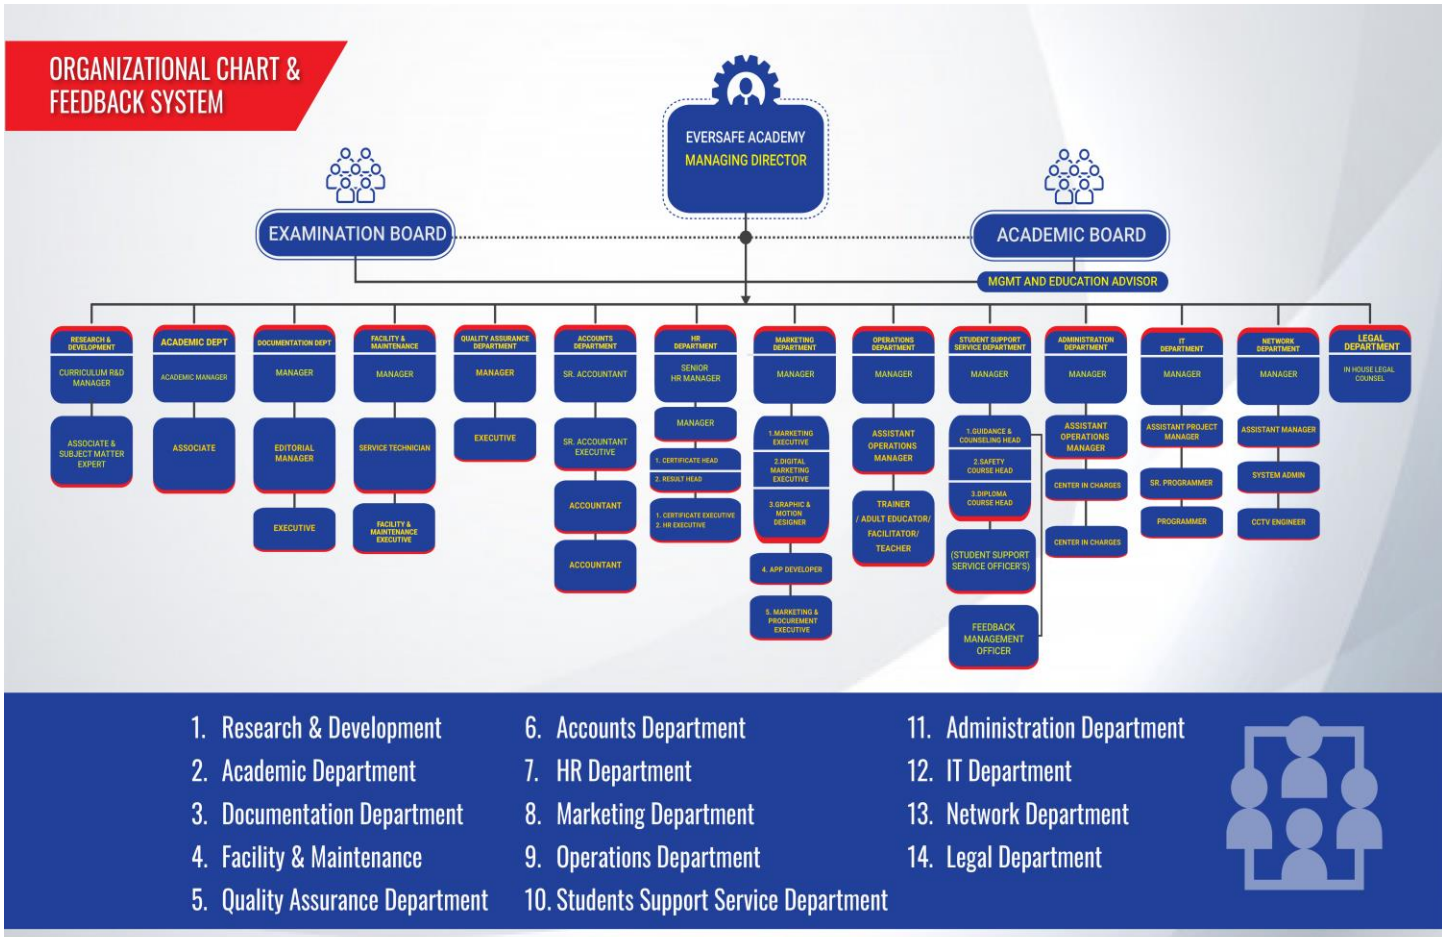 ORGANIZATIONAL CHART &
FEEDBACK SYSTEM
EVERSAFE ACADEMY
MANAGING DIRECTOR
EXAMINATION BOARD
ACADEMIC BOARD
MGMT AND EDUCATION ADVISOR
RESEARCH &
DEVELOPMENT
CURRICULUM R&D
MANAGER
ASSOCIATE &
SUBJECT MATTER
EXPERT
ACADEMIC DEPT
ACADEMIC MANAGER
ASSOCIATE
DOCUMENTATION DEPT
MANAGER
EDITORIAL
MANAGER
EXECUTIVE
FACILITY &
MAINTENANCE
MANAGER
SERVICE TECHNICIAN
FACILITY &
MAINTENANCE
EXECUTIVE
QUALITY ASSURANCE
DEPARTMENT
MANAGER
EXECUTIVE
ACCOUNTS
DEPARTMENT
SR. ACCOUNTANT
SR. ACCOUNTANT
EXECUTIVE
ACCOUNTANT
ACCOUNTANT
HR
DEPARTMENT
SENIOR
HR MANAGER
MANAGER
1. CERTIFICATE HEAD
2. RESULT HEAD
1. CERTIFICATE EXECUTIVE
2. HR EXECUTIVE
MARKETING
DEPARTMENT
MANAGER
1.MARKETING
EXECUTIVE
2.DIGITAL
MARKETING
EXECUTIVE
3.GRAPHIC &
MOTION
DESIGNER
4. APP DEVELOPER
5. MARKETING &
PROCUREMENT
EXECUTIVE
OPERATIONS
DEPARTMENT
MANAGER
ASSISTANT
OPERATIONS
MANAGER
TRAINER
/ ADULT EDUCATOR/
FACILITATOR/
TEACHER
STUDENT SUPPORT
SERVICE DEPARTMENT
MANAGER
1.GUIDANCE &
COUNSELING HEAD
2.SAFETY
COURSE HEAD
3.DIPLOMA
COURSE HEAD
(STUDENT SUPPORT
SERVICE OFFICER'S)
FEEDBACK
MANAGEMENT
OFFICER
ADMINISTRATION
DEPARTMENT
MANAGER
ASSISTANT
OPERATIONS
MANAGER
CENTER IN CHARGES
CENTER IN CHARGES
IT
DEPARTMENT
MANAGER
ASSISTANT PROJECT
MANAGER
SR. PROGRAMMER
PROGRAMMER
NETWORK
DEPARTMENT
MANAGER
ASSISTANT MANAGER
SYSTEM ADMIN
CCTV ENGINEER
LEGAL
DEPARTMENT
IN HOUSE LEGAL
COUNSEL
1. Research & Development
2. Academic Department
3. Documentation Department
4. Facility & Maintenance
5. Quality Assurance Department
6. Accounts Department
7. HR Department
8. Marketing Department
9. Operations Department
10. Students Support Service Department
11. Administration Department
12. IT Department
13. Network Department
14. Legal Department